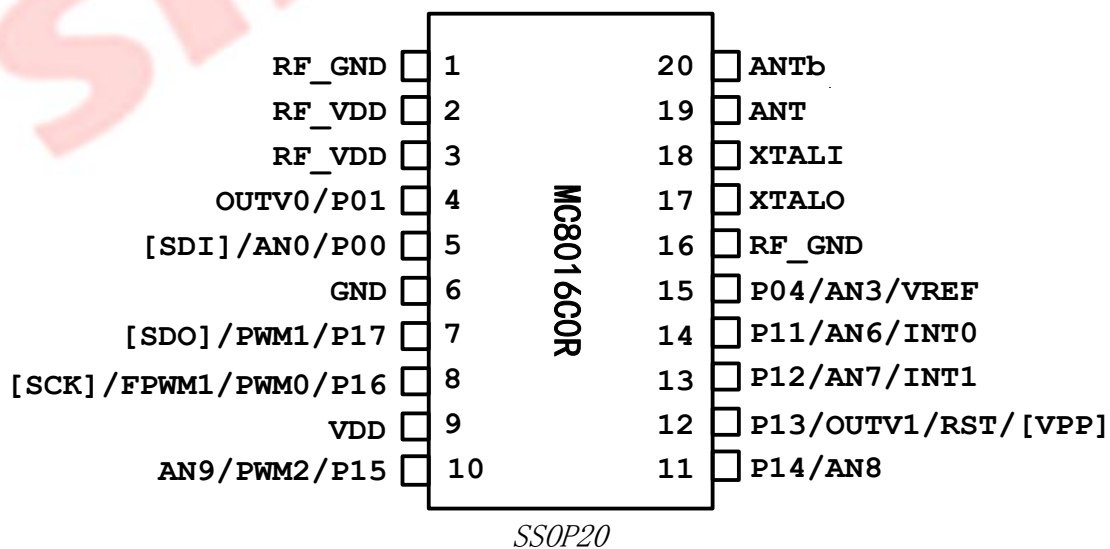 RF_GND 1 20 ANTb
RF_VDD 2 19 ANT
RF_VDD 3 18 XTALI
OUTV0/P01 4 17 XTALO
[SDI]/AN0/P00 5 16 RF_GND
GND 6 15 P04/AN3/VREF
[SDO]/PWM1/P17 7 14 P11/AN6/INT0
[SCK]/FPWM1/PWM0/P16 8 13 P12/AN7/INT1
VDD 9 12 P13/OUTV1/RST/[VPP]
AN9/PWM2/P15 10 11 P14/AN8
MC8016COR
SSOP20